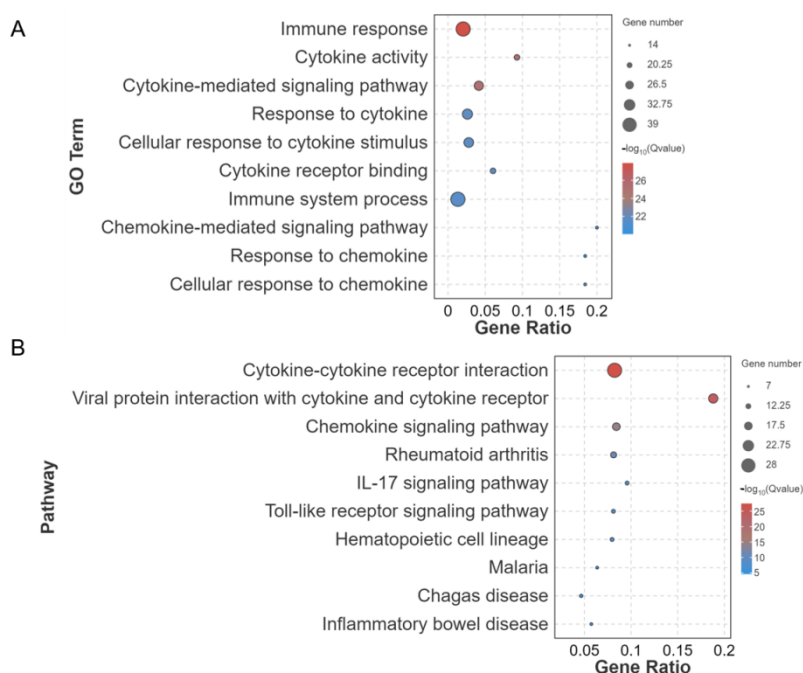 A
GO Term
Immune response
Cytokine activity
Cytokine-mediated signaling pathway
Response to cytokine
Cellular response to cytokine stimulus
Cytokine receptor binding
Immune system process
Chemokine-mediated signaling pathway
Response to chemokine
Cellular response to chemokine
0 0.05 0.1 0.15 0.2
Gene Ratio
Gene number
14
20.25
26.5
32.75
39
-log10(Qvalue)
26
24
22
B
Pathway
Cytokine-cytokine receptor interaction
Viral protein interaction with cytokine and cytokine receptor
Chemokine signaling pathway
Rheumatoid arthritis
IL-17 signaling pathway
Toll-like receptor signaling pathway
Hematopoietic cell lineage
Malaria
Chagas disease
Inflammatory bowel disease
0.05 0.1 0.15 0.2
Gene Ratio
Gene number
7
12.25
17.5
22.75
28
-log10(Qvalue)
25
20
15
10
5